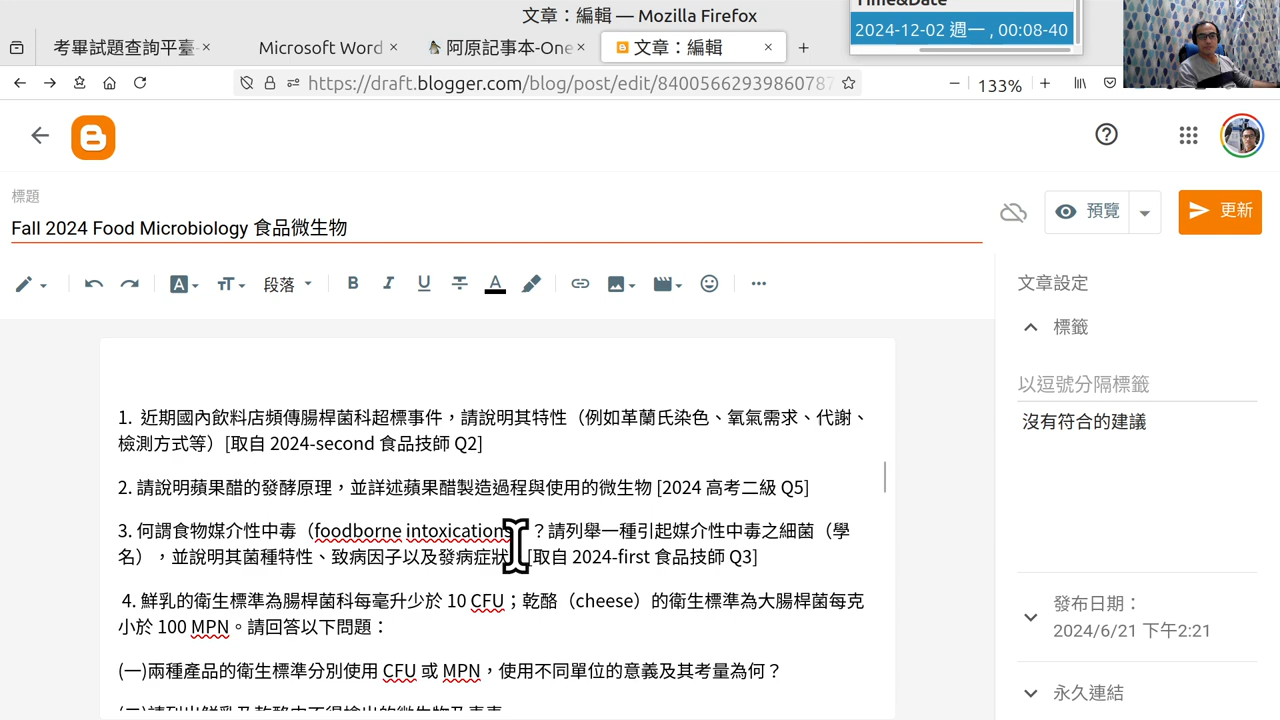 文章：編輯 — Mozilla Firefox
2024-12-02 週一 , 00:08-40
考畢試題查詢平臺-
Microsoft Word
阿原記事本-One
文章：編輯
https://draft.blogger.com/blog/post/edit/84005662939860787
133%
標題
Fall 2024 Food Microbiology 食品微生物
預覽
更新
段落
文章設定
標籤
以逗號分隔標籤
沒有符合的建議
1. 近期國內飲料店頻傳腸桿菌科超標事件，請說明其特性（例如革蘭氏染色、氧氣需求、代謝、
檢測方式等）[取自 2024-second 食品技師 Q2]
2. 請說明蘋果醋的發酵原理，並詳述蘋果醋製造過程與使用的微生物 [2024 高考二級 Q5]
3. 何謂食物媒介性中毒（foodborne intoxications ？請列舉一種引起媒介性中毒之細菌（學
名），並說明其菌種特性、致病因子以及發病症狀 [取自 2024-first 食品技師 Q3]
4. 鮮乳的衛生標準為腸桿菌科每毫升少於 10 CFU；乾酪（cheese）的衛生標準為大腸桿菌每克
小於 100 MPN。請回答以下問題：
(一)兩種產品的衛生標準分別使用 CFU 或 MPN，使用不同單位的意義及其考量為何？
發布日期：
2024/6/21 下午2:21
永久連結